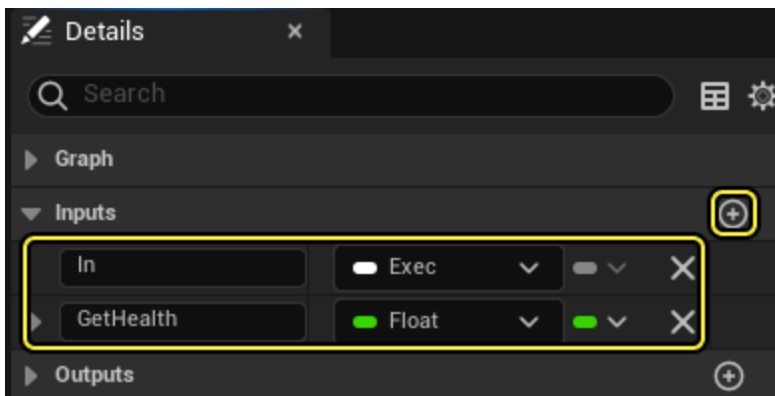 Details
Search
Graph
Inputs
In Exec
GetHealth Float
Outputs